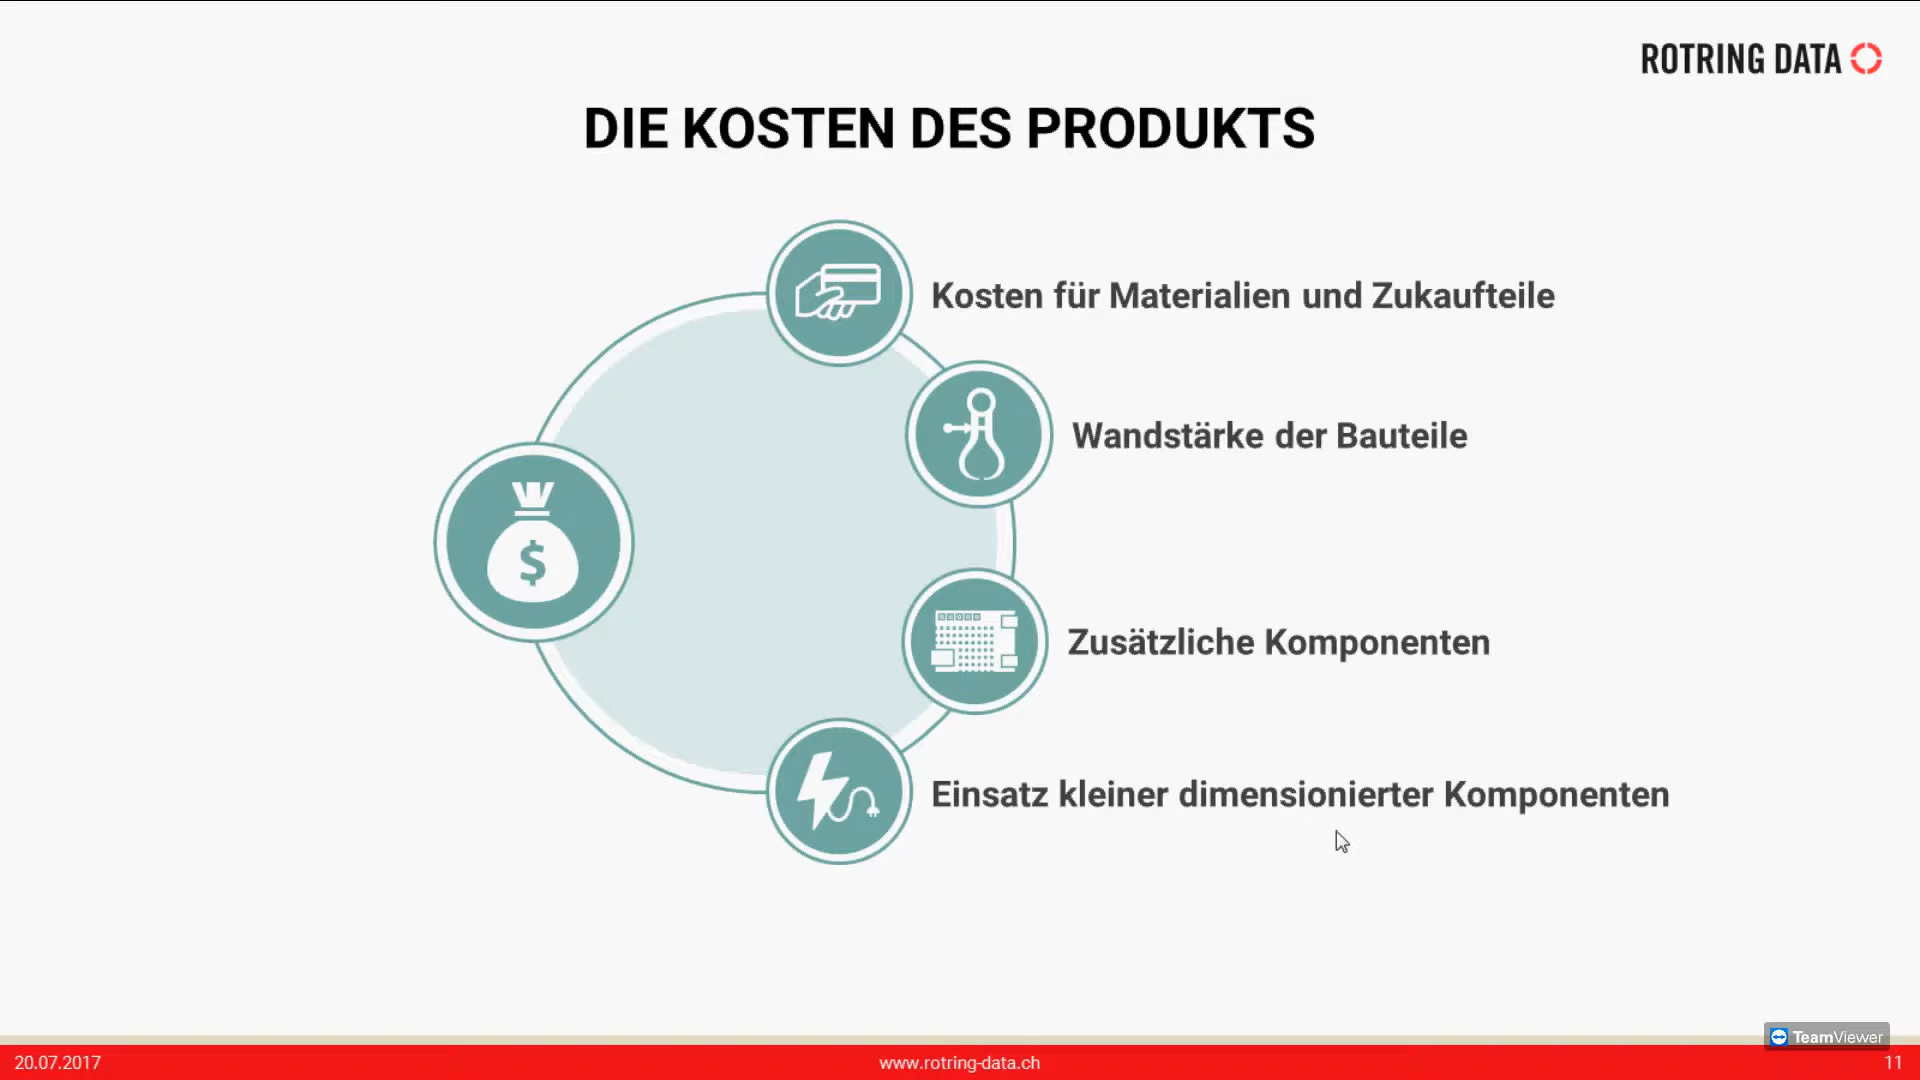 ROTRING DATA
DIE KOSTEN DES PRODUKTS
Kosten für Materialien und Zukaufteile
Wandstärke der Bauteile
$
Zusätzliche Komponenten
Einsatz kleiner dimensionierter Komponenten
TeamViewer
20.07.2017
www.rotring-data.ch
11